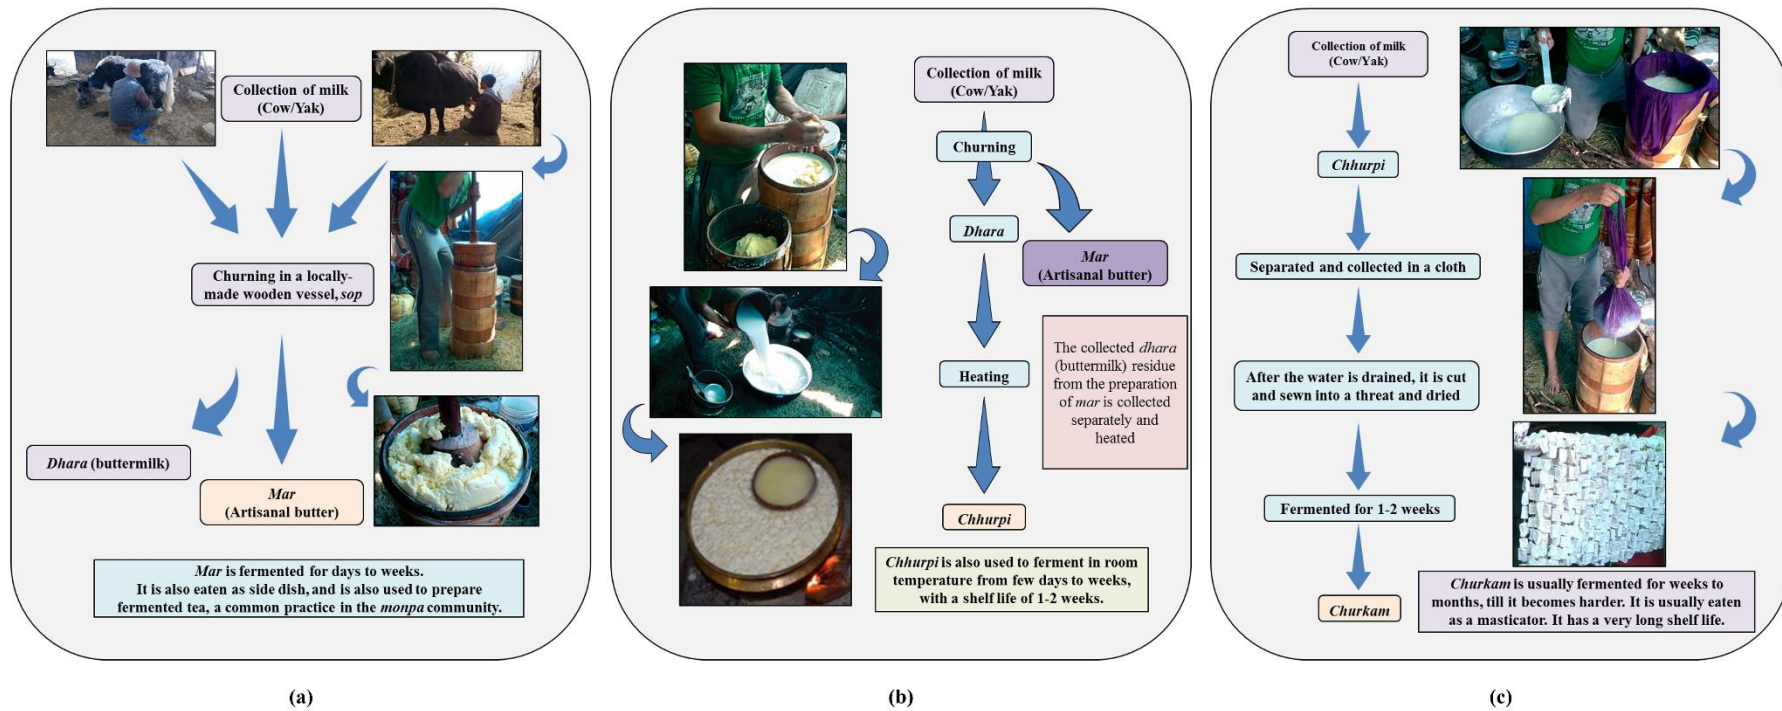 Collection of milk
(Cow/Yak)
Churning in a locally-
made wooden vessel, sop
Dhara (buttermilk)
Mar
(Artisanal butter)
Mar is fermented for days to weeks.
It is also eaten as side dish, and is also used to prepare
fermented tea, a common practice in the monpa community.
(a)
Collection of milk
(Cow/Yak)
Churning
Dhara
Mar
(Artisanal butter)
The collected dhara
(buttermilk) residue
from the preparation
of mar is collected
separately and
heated
Heating
Chhurpi
Chhurpi is also used to ferment in room
temperature from few days to weeks,
with a shelf life of 1-2 weeks.
(b)
Collection of milk
(Cow/Yak)
Chhurpi
Separated and collected in a cloth
After the water is drained, it is cut
and sewn into a threat and dried
Fermented for 1-2 weeks
Churkam
Churkam is usually fermented for weeks to
months, till it becomes harder. It is usually eaten
as a masticator. It has a very long shelf life.
(c)